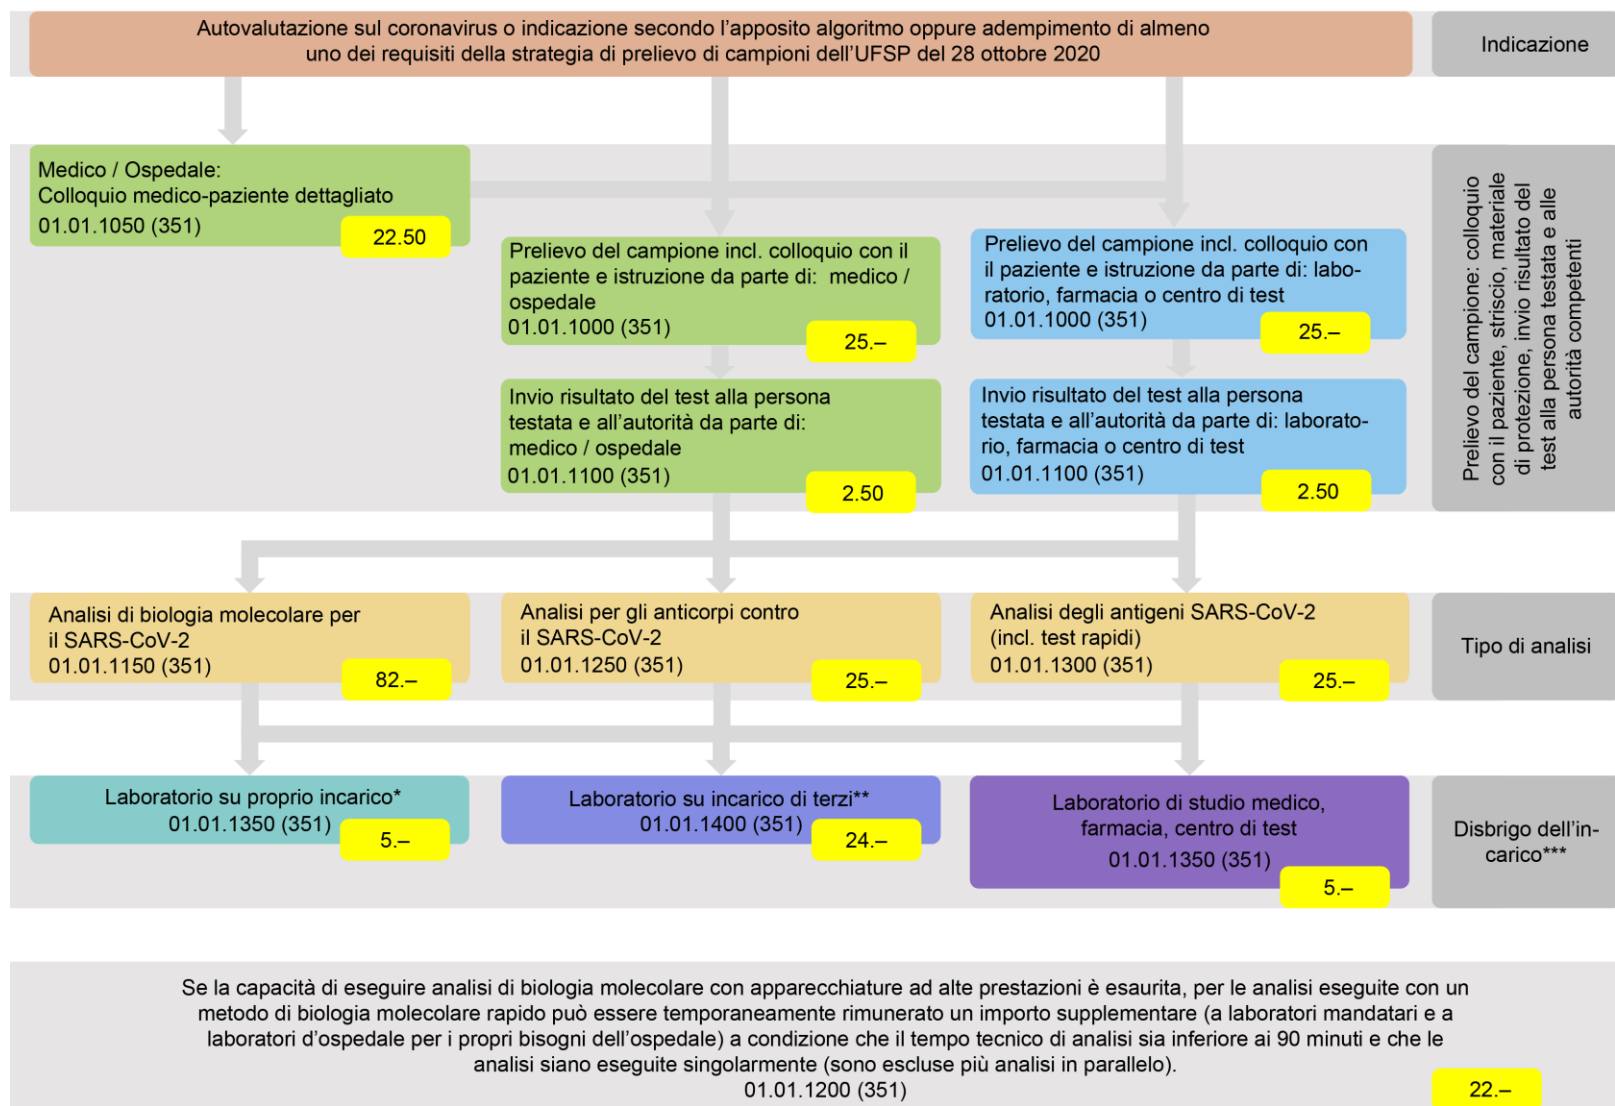 Autovalutazione sul coronavirus o indicazione secondo l'apposito algoritmo oppure adempimento di almeno
uno dei requisiti della strategia di prelievo di campioni dell'UFSP del 28 ottobre 2020
Indicazione
Medico / Ospedale:
Colloquio medico-paziente dettagliato
01.01.1050 (351)
22.50
Prelievo del campione incl. colloquio con il
paziente e istruzione da parte di:  medico /
ospedale
01.01.1000 (351)
25.–
Prelievo del campione incl. colloquio con
il paziente e istruzione da parte di: labo-
ratorio, farmacia o centro di test
01.01.1000 (351)
25.–
Invio risultato del test alla persona
testata e all'autorità da parte di:
medico / ospedale
01.01.1100 (351)
2.50
Invio risultato del test alla persona
testata e all'autorità da parte di: laborato-
rio, farmacia o centro di test
01.01.1100 (351)
2.50
Prelievo del campione: colloquio
con il paziente, striscio, materiale
di protezione, invio risultato del
test alla persona testata e alle
autorità competenti
Analisi di biologia molecolare per
il SARS-CoV-2
01.01.1150 (351)
82.–
Analisi per gli anticorpi contro
il SARS-CoV-2
01.01.1250 (351)
25.–
Analisi degli antigeni SARS-CoV-2
(incl. test rapidi)
01.01.1300 (351)
25.–
Tipo di analisi
Laboratorio su proprio incarico*
01.01.1350 (351)
5.–
Laboratorio su incarico di terzi**
01.01.1400 (351)
24.–
Laboratorio di studio medico,
farmacia, centro di test
01.01.1350 (351)
5.–
Disbrigo dell'in-
carico***
Se la capacità di eseguire analisi di biologia molecolare con apparecchiature ad alte prestazioni è esaurita, per le analisi eseguite con un
metodo di biologia molecolare rapido può essere temporaneamente rimunerato un importo supplementare (a laboratori mandatari e a
laboratori d'ospedale per i propri bisogni dell'ospedale) a condizione che il tempo tecnico di analisi sia inferiore ai 90 minuti e che le
analisi siano eseguite singolarmente (sono escluse più analisi in parallelo).
01.01.1200 (351)
22.–